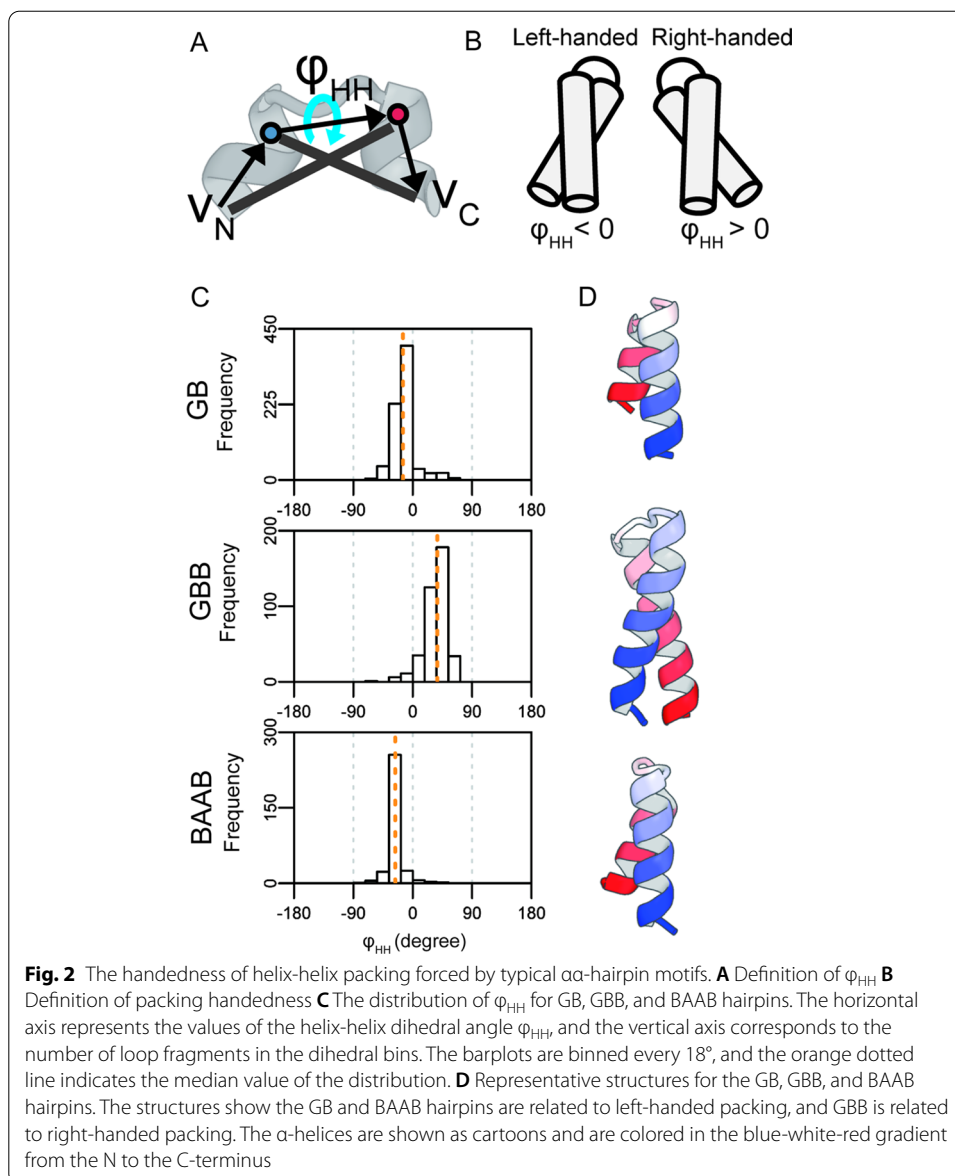 A
φHH
VN
VC
B
Left-handed Right-handed
φHH < 0 φHH > 0
C
GB
Frequency
450
225
0
-180 -90 0 90 180
GBB
Frequency
200
100
0
-180 -90 0 90 180
BAAB
Frequency
300
150
0
-180 -90 0 90 180
φHH (degree)
D
Fig. 2 The handedness of helix-helix packing forced by typical αα-hairpin motifs. A Definition of φHH B
Definition of packing handedness C The distribution of φHH for GB, GBB, and BAAB hairpins. The horizontal
axis represents the values of the helix-helix dihedral angle φHH, and the vertical axis corresponds to the
number of loop fragments in the dihedral bins. The barplots are binned every 18°, and the orange dotted
line indicates the median value of the distribution. D Representative structures for the GB, GBB, and BAAB
hairpins. The structures show the GB and BAAB hairpins are related to left-handed packing, and GBB is related
to right-handed packing. The α-helices are shown as cartoons and are colored in the blue-white-red gradient
from the N to the C-terminus